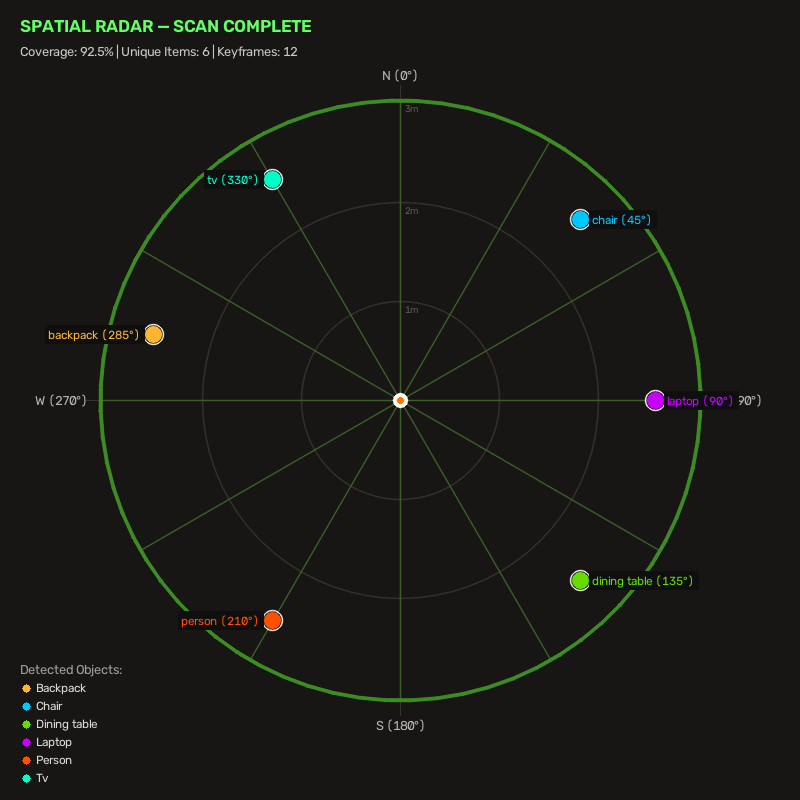 SPATIAL RADAR — SCAN COMPLETE
Coverage: 92.5% | Unique Items: 6 | Keyframes: 12
N (0°)
3m
tv (330°)
2m
chair (45°)
1m
backpack (285°)
W (270°)
laptop (90°)
90°)
dining table (135°)
person (210°)
S (180°)
Detected Objects:
Backpack
Chair
Dining table
Laptop
Person
Tv